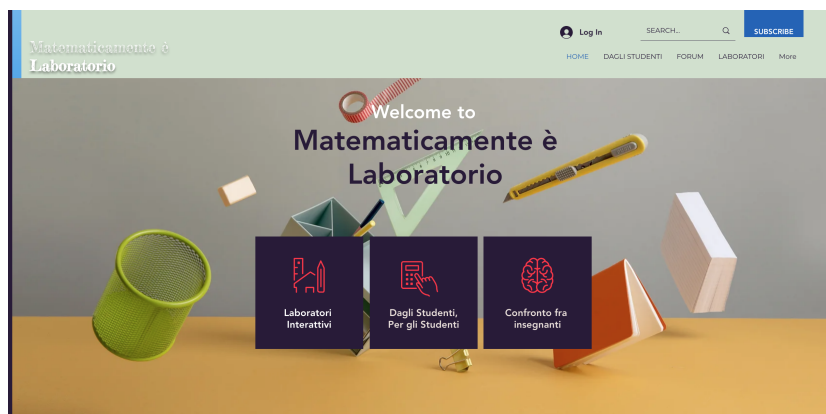 Matematicamente è
Laboratorio
Log In
SEARCH...
SUBSCRIBE
HOME
DAGLI STUDENTI
FORUM
LABORATORI
More
Welcome to
Matematicamente è
Laboratorio
Laboratori
Interattivi
Dagli Studenti,
Per gli Studenti
Confronto fra
insegnanti